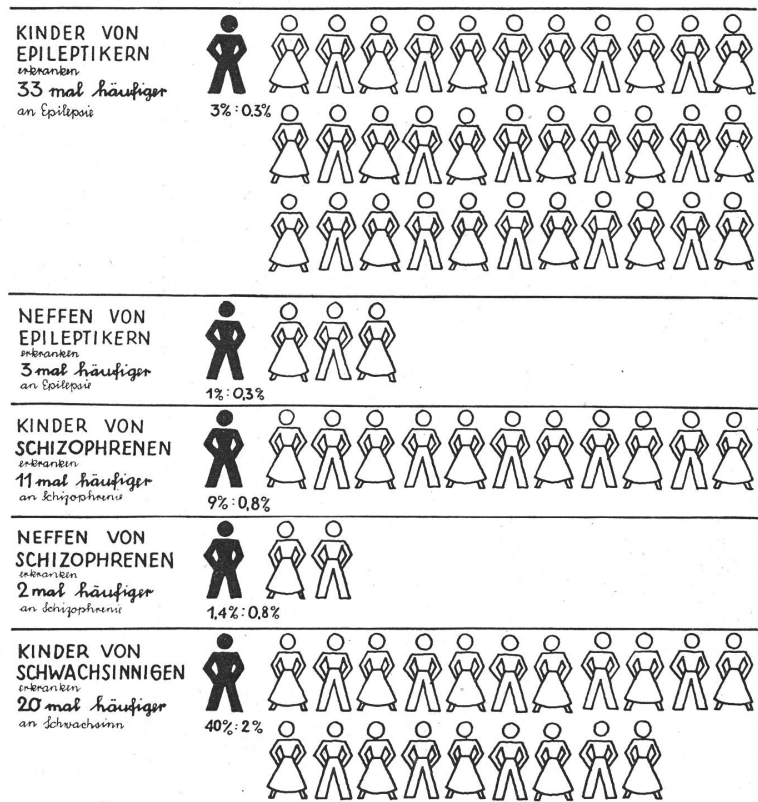 KINDER VON
EPILEPTIKERN
erkranken
33 mal häufiger
an Epilepsie
3% : 0,3%
NEFFEN VON
EPILEPTIKERN
erkranken
3 mal häufiger
an Epilepsie
1% : 0,3%
KINDER VON
SCHIZOPHRENEN
erkranken
11 mal häufiger
an Schizophrenie
9% : 0,8%
NEFFEN VON
SCHIZOPHRENEN
erkranken
2 mal häufiger
an Schizophrenie
1,4% : 0,8%
KINDER VON
SCHWACHSINNIGEN
erkranken
20 mal häufiger
an Schwachsinn
40% : 2%